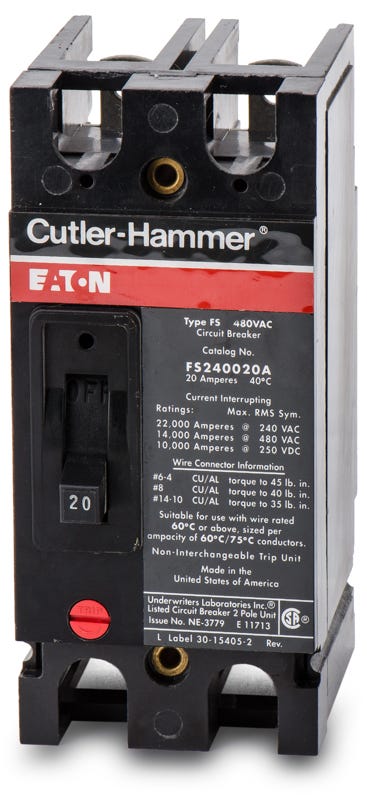 Cutler-Hammer®
EATON
Type FS 480VAC
Circuit Breaker
Catalog No.
FS240020A
20 Amperes 40°C
Current Interrupting
Ratings: Max. RMS Sym.
22,000 Amperes @ 240 VAC
14,000 Amperes @ 480 VAC
10,000 Amperes @ 250 VDC
Wire Connector Information
#6-4 CU/AL torque to 45 lb. in.
#8 CU/AL torque to 40 lb. in.
#14-10 CU/AL torque to 35 lb. in.
Suitable for use with wire rated
60°C or above, sized per
ampacity of 60°C/75°C conductors.
Non-Interchangeable Trip Unit
Made in the
United States of America
Underwriters Laboratories Inc.®
Listed Circuit Breaker 2 Pole Unit
Issue No. NE-3779 E 11713
L Label 30-15405-2 Rev.
SA®
OFF
20
TRIP